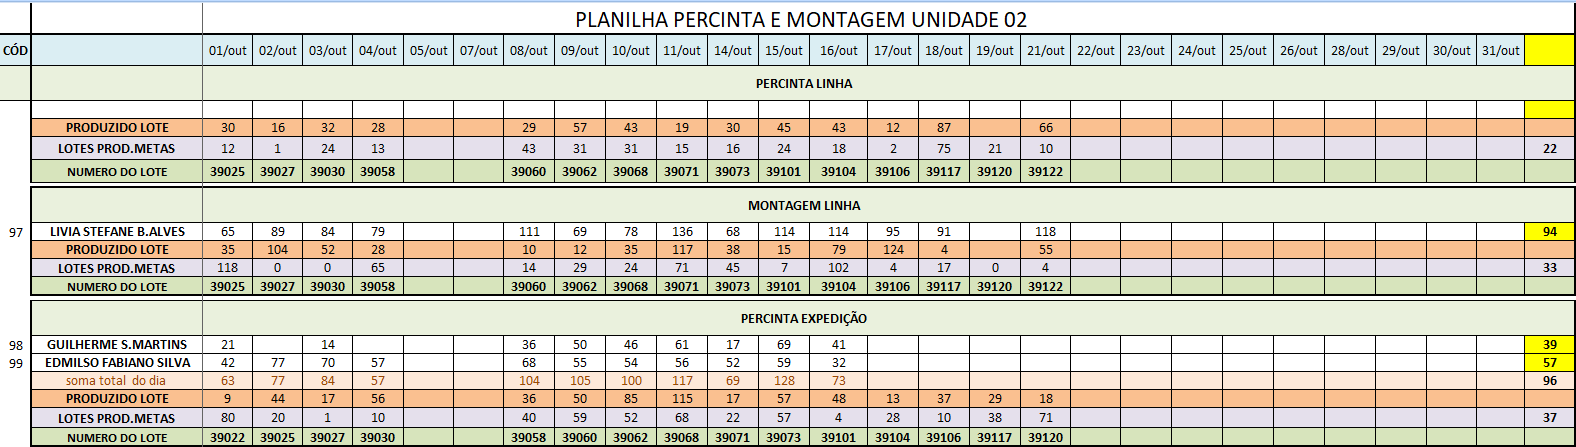 PLANILHA PERCINTA E MONTAGEM UNIDADE 02
CÓD 01/out 02/out 03/out 04/out 05/out 07/out 08/out 09/out 10/out 11/out 14/out 15/out 16/out 17/out 18/out 19/out 21/out 22/out 23/out 24/out 25/out 26/out 28/out 29/out 30/out 31/out
PERCINTA LINHA
PRODUZIDO LOTE 30 16 32 28 29 57 43 19 30 45 43 12 87 66
LOTES PROD.METAS 12 1 24 13 43 31 31 15 16 24 18 2 75 21 10 22
NUMERO DO LOTE 39025 39027 39030 39058 39060 39062 39068 39071 39073 39101 39104 39106 39117 39120 39122
MONTAGEM LINHA
97 LIVIA STEFANE B.ALVES 65 89 84 79 111 69 78 136 68 114 114 95 91 118 94
PRODUZIDO LOTE 35 104 52 28 10 12 35 117 38 15 79 124 4 55
LOTES PROD.METAS 118 0 0 65 14 29 24 71 45 7 102 4 17 0 4 33
NUMERO DO LOTE 39025 39027 39030 39058 39060 39062 39068 39071 39073 39101 39104 39106 39117 39120 39122
PERCINTA EXPEDIÇÃO
98 GUILHERME S.MARTINS 21 14 36 50 46 61 17 69 41 39
99 EDMILSO FABIANO SILVA 42 77 70 57 68 55 54 56 52 59 32 57
soma total do dia 63 77 84 57 104 105 100 117 69 128 73 96
PRODUZIDO LOTE 9 44 17 56 36 50 85 115 17 57 48 13 37 29 18
LOTES PROD.METAS 80 20 1 10 40 59 52 68 22 57 4 28 10 38 71 37
NUMERO DO LOTE 39022 39025 39027 39030 39058 39060 39062 39068 39071 39073 39101 39104 39106 39117 39120